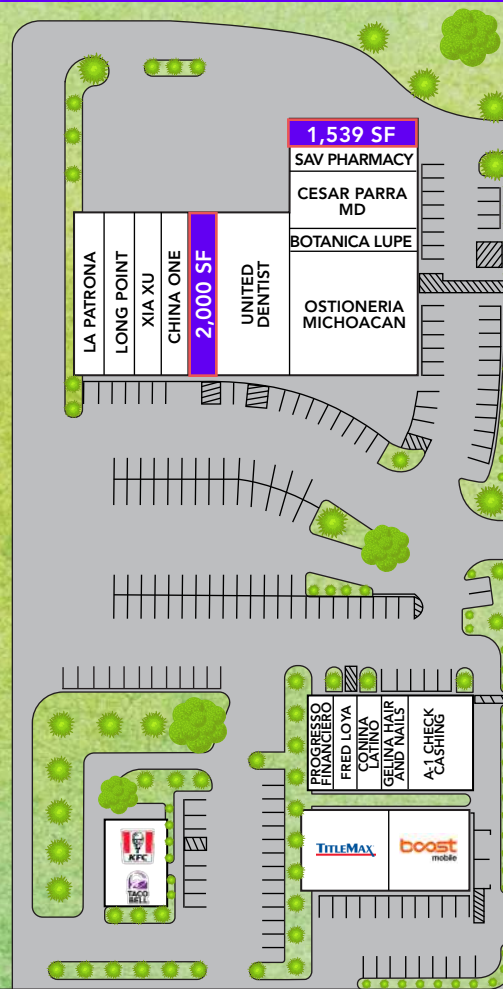 1,539 SF
SAV PHARMACY
CESAR PARRA
MD
BOTANICA LUPE
OSTIONERIA
MICHOACAN
LA PATRONA
LONG POINT
XIA XU
CHINA ONE
2,000 SF
UNITED
DENTIST
PROGRESSO
FINANCIERO
FRED LOYA
CONINA
LATINO
GELINA HAIR
AND NAILS
A-1 CHECK
CASHING
TITLEMAX
boost
mobile
KFC
TACO
BELL